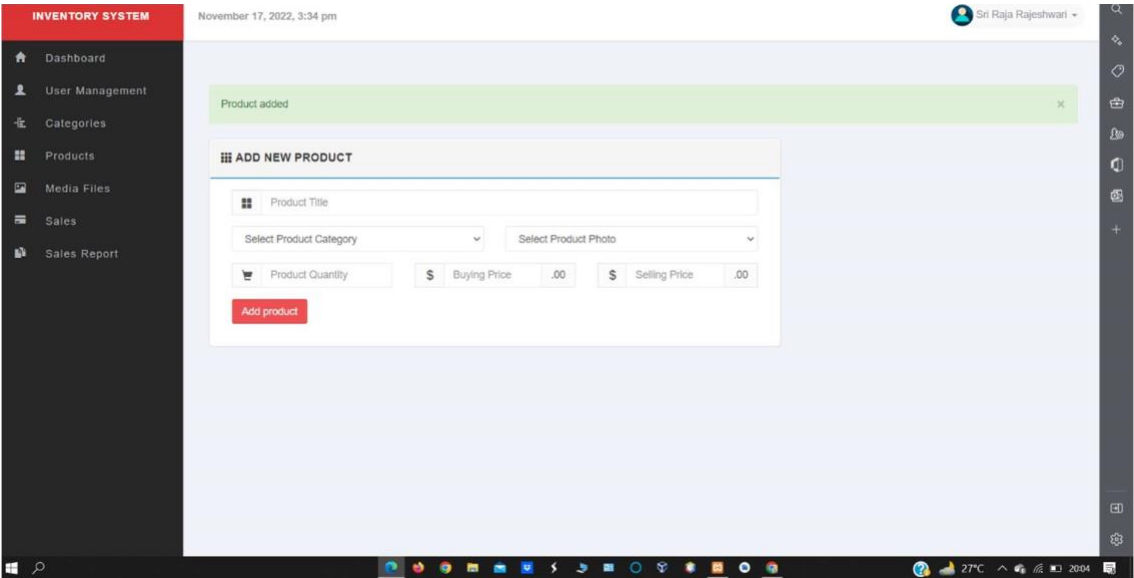 INVENTORY SYSTEM
November 17, 2022, 3:34 pm
Sri Raja Rajeshwari
Dashboard
User Management
Categories
Products
Media Files
Sales
Sales Report
Product added
×
ADD NEW PRODUCT
Product Title
Select Product Category
Select Product Photo
Product Quantity
$ Buying Price .00
$ Selling Price .00
Add product
27°C
20:04